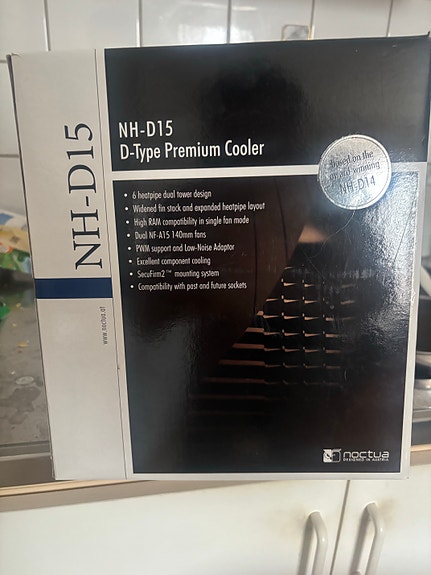 NH-D15
www.noctua.at
NH-D15
D-Type Premium Cooler
Based on the
award-winning
NH-D14
• 6 heatpipe dual tower design
• Widened fin stack and expanded heatpipe layout
• High RAM compatibility in single fan mode
• Dual NF-A15 140mm fans
• PWM support and Low-Noise Adaptor
• Excellent component cooling
• SecuFirm2™ mounting system
• Compatibility with past and future sockets
noctua
DESIGNED IN AUSTRIA